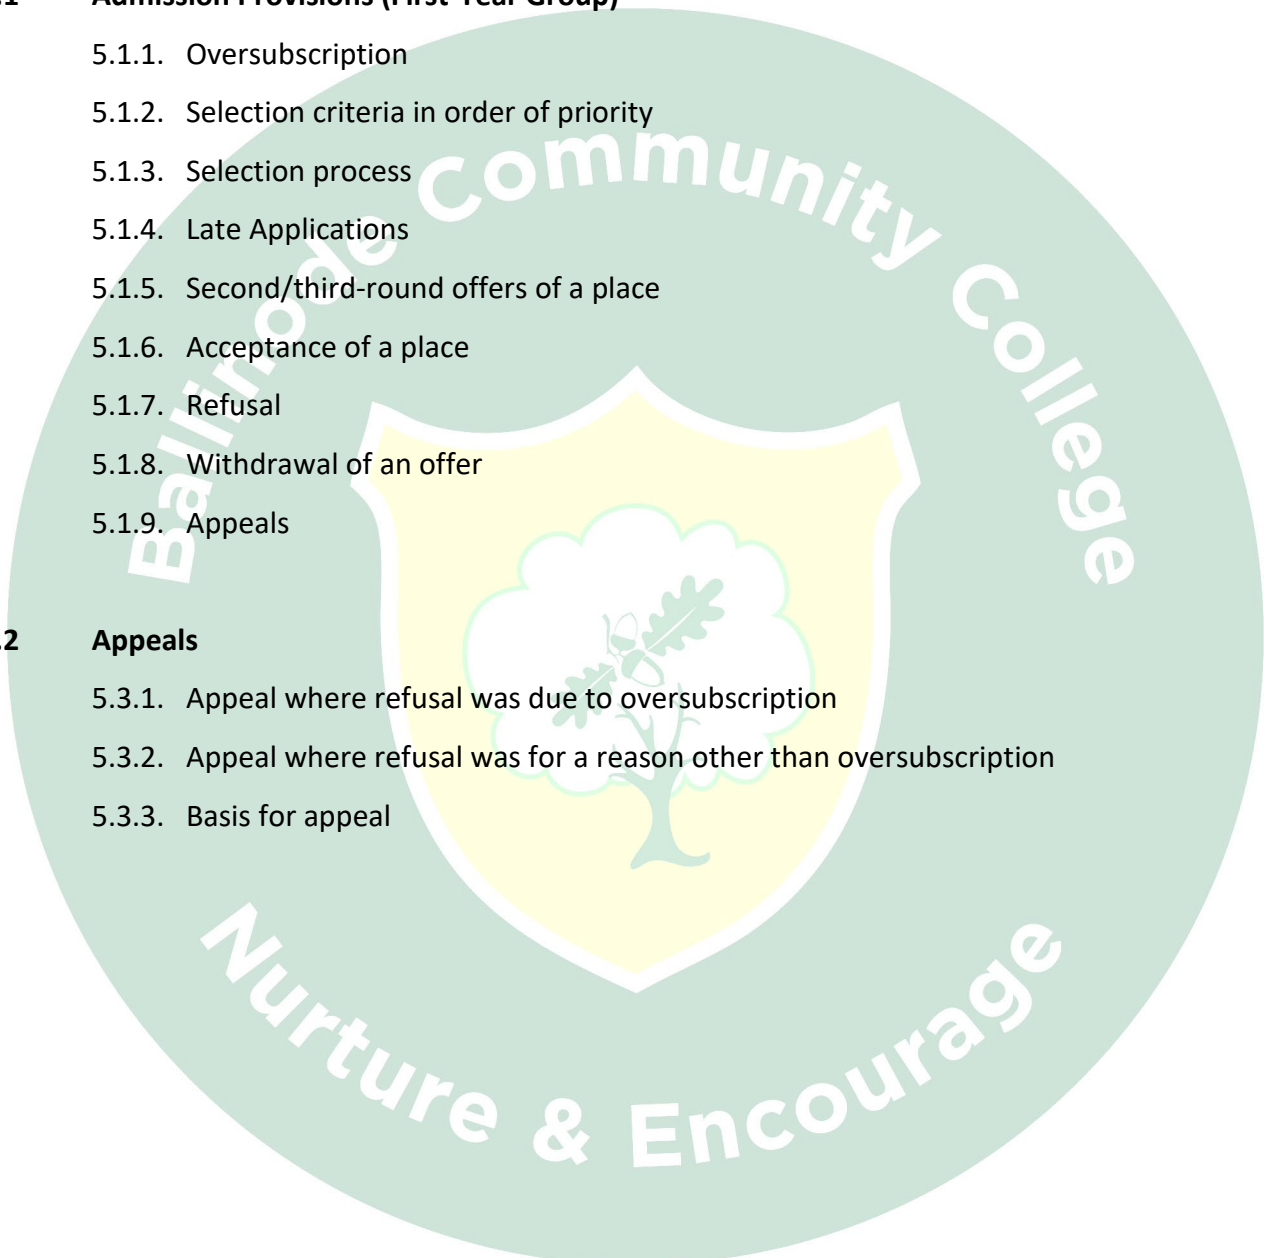 .1 Admission Provisions (First Year Group)
5.1.1. Oversubscription
5.1.2. Selection criteria in order of priority
5.1.3. Selection process
5.1.4. Late Applications
5.1.5. Second/third-round offers of a place
5.1.6. Acceptance of a place
5.1.7. Refusal
5.1.8. Withdrawal of an offer
5.1.9. Appeals
.2 Appeals
5.3.1. Appeal where refusal was due to oversubscription
5.3.2. Appeal where refusal was for a reason other than oversubscription
5.3.3. Basis for appeal
Ballinode Community College
Nurture & Encourage